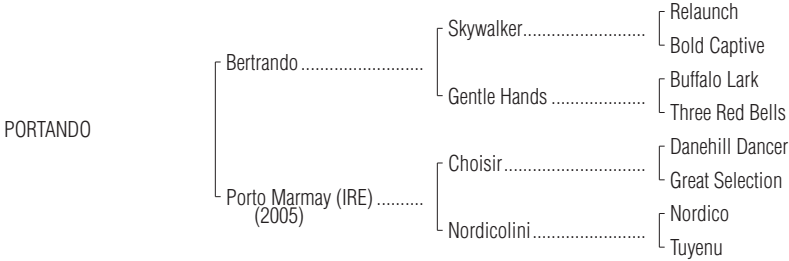 Relaunch
Skywalker..........................
Bold Captive
Bertrando ..........................
Buffalo Lark
Gentle Hands ....................
Three Red Bells
PORTANDO
Danehill Dancer
Choisir..............................
Great Selection
Porto Marmay (IRE) ..........
(2005)
Nordico
Nordicolini........................
Tuyenu